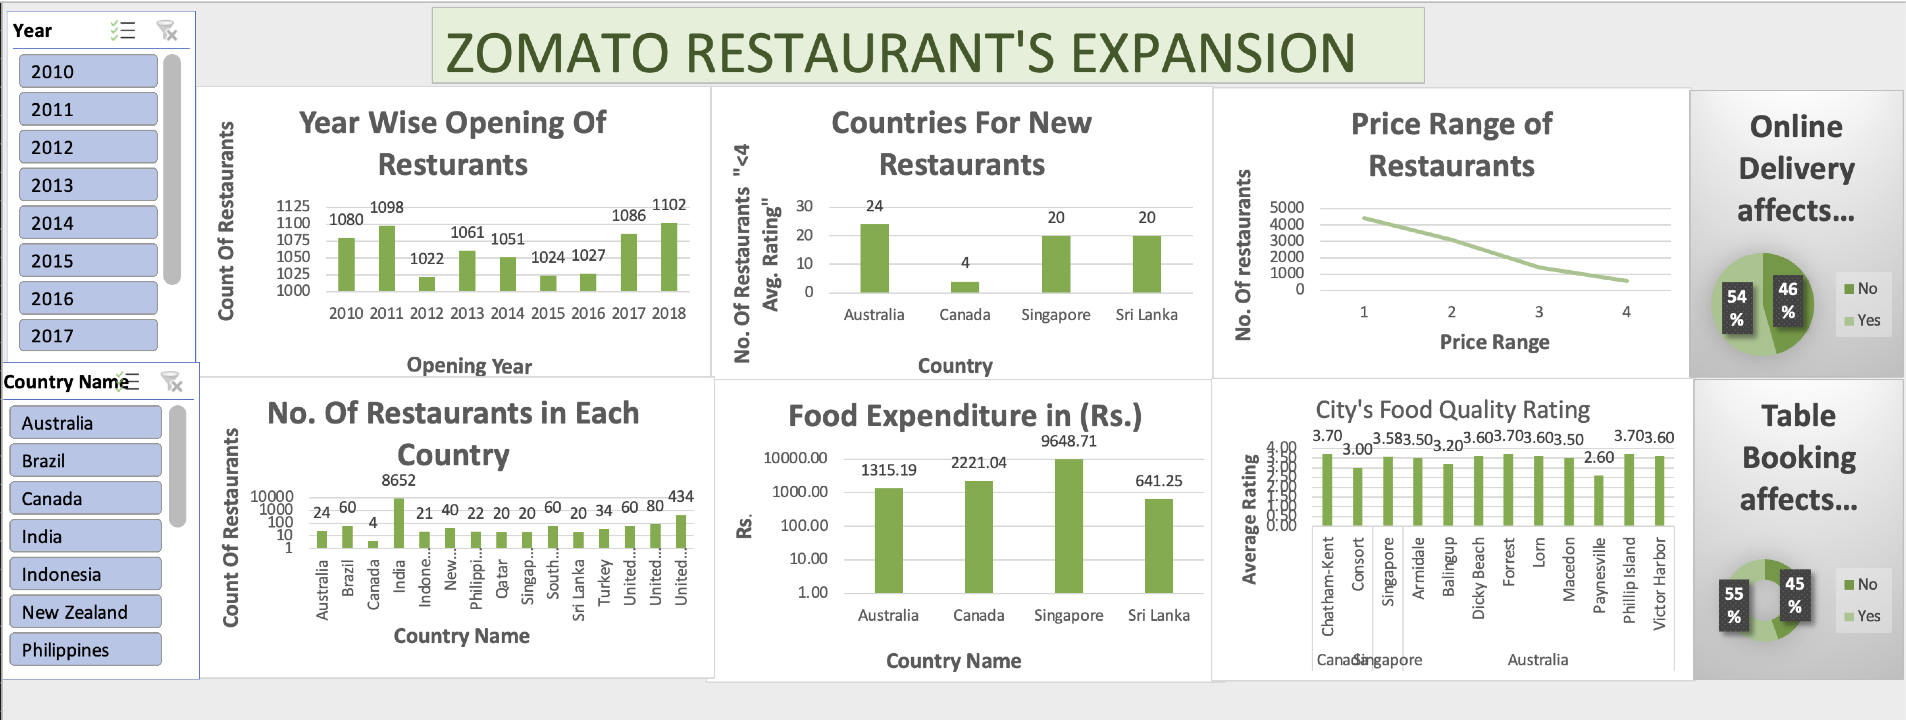 ZOMATO RESTAURANT'S EXPANSION
Year
2010
2011
2012
2013
2014
2015
2016
2017
Country Name
Australia
Brazil
Canada
India
Indonesia
New Zealand
Philippines
Year Wise Opening Of
Resturants
Count Of Restaurants
1125
1100
1075
1050
1025
1000
1080
1098
1022
1061
1051
1024
1027
1086
1102
2010 2011 2012 2013 2014 2015 2016 2017 2018
Opening Year
Countries For New
Restaurants
No. Of Restaurants "<4
Avg. Rating"
30
20
10
0
24
4
20
20
Australia Canada Singapore Sri Lanka
Country
Price Range of
Restaurants
No. Of restaurants
5000
4000
3000
2000
1000
0
1 2 3 4
Price Range
Online
Delivery
affects...
54
%
46
%
No
Yes
No. Of Restaurants in Each
Country
Count Of Restaurants
10000
1000
100
10
1
24 60 4 8652 21 40 22 20 20 60 20 34 60 80 434
Australia
Brazil
Canada
India
Indone...
New...
Philippi...
Qatar
Singap...
South...
Sri Lanka
Turkey
United...
United...
United...
Country Name
Food Expenditure in (Rs.)
Rs.
10000.00
1000.00
100.00
10.00
1.00
1315.19
2221.04
9648.71
641.25
Australia Canada Singapore Sri Lanka
Country Name
City's Food Quality Rating
Average Rating
4.00
3.50
3.00
2.50
2.00
1.50
1.00
0.50
0.00
3.70 3.00 3.58 3.50 3.20 3.60 3.70 3.60 3.50 2.60 3.70 3.60
Chatham-Kent
Consort
Singapore
Armidale
Balingup
Dicky Beach
Forrest
Lorn
Macedon
Paynesville
Phillip Island
Victor Harbor
Canada Singapore Australia
Table
Booking
affects...
55
%
45
%
No
Yes